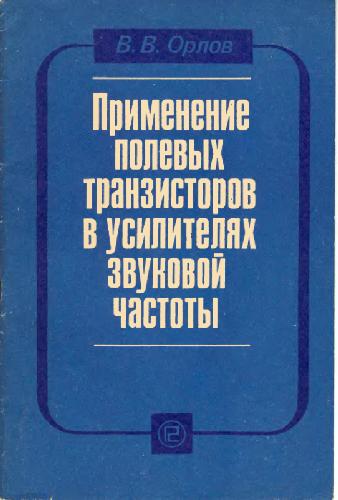 В. В. Орлов
Применение
полевых
транзисторов
в усилителях
звуковой
частоты